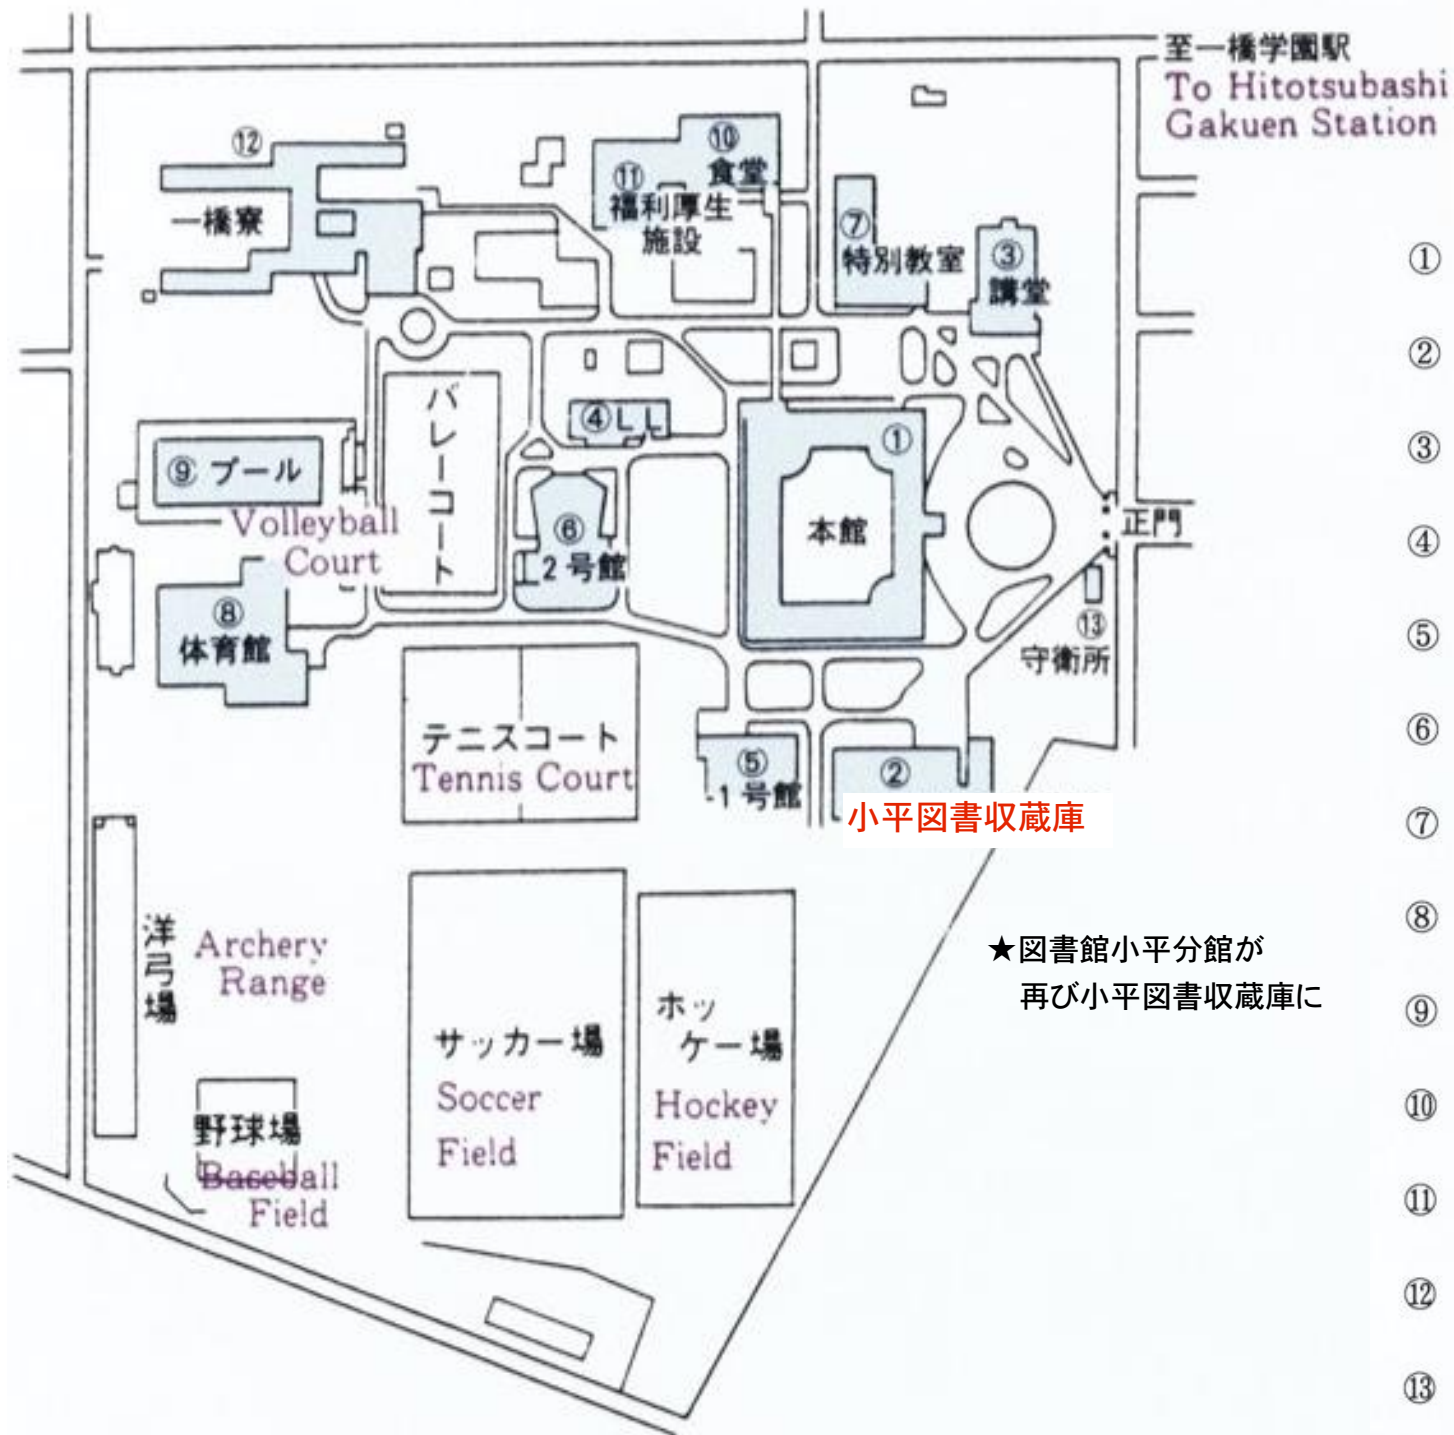 至一橋学園駅
To Hitotsubashi
Gakuen Station
⑫
一橋寮
⑩
食堂
⑪
福利厚生
施設
⑦
特別教室
③
講堂
バレーコート
④LL
①
本館
⑨プール
Volleyball
Court
⑥
2号館
正門
⑧
体育館
⑬
守衛所
テニスコート
Tennis Court
⑤
1号館
②
小平図書収蔵庫
★図書館小平分館が
再び小平図書収蔵庫に
洋弓場
Archery
Range
サッカー場
Soccer
Field
ホッ
ケー場
Hockey
Field
野球場
Baseball
Field
①
②
③
④
⑤
⑥
⑦
⑧
⑨
⑩
⑪
⑫
⑬